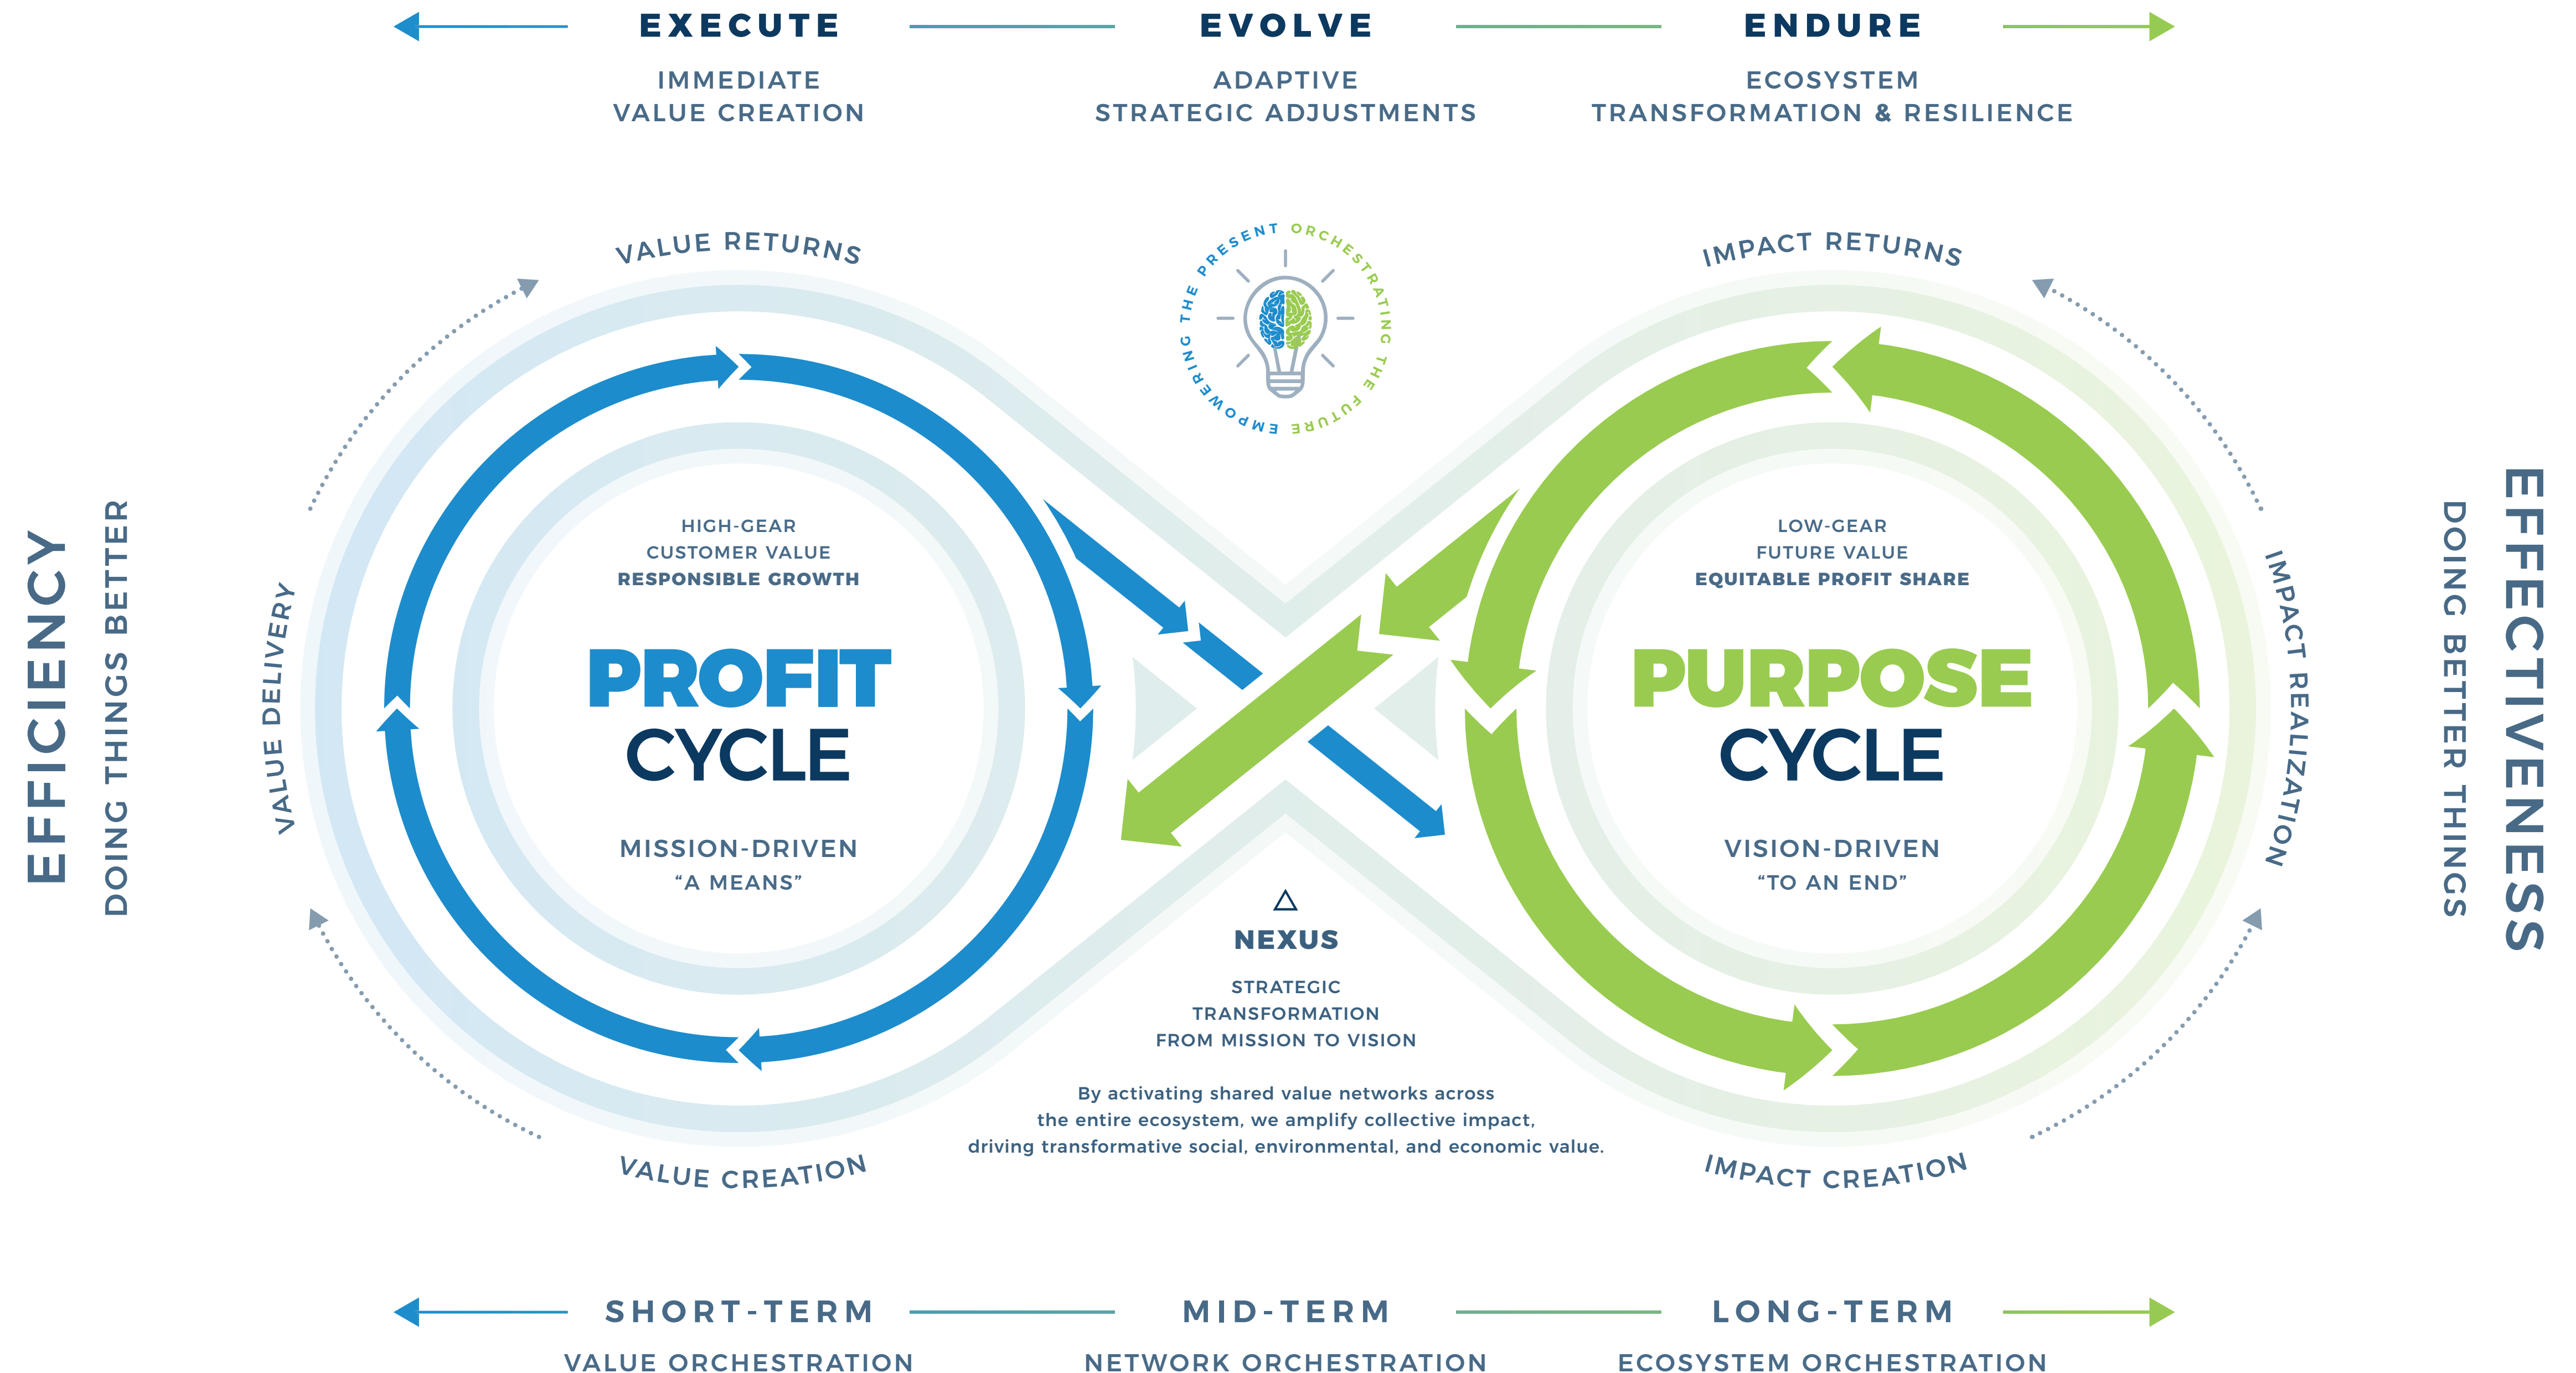 EXECUTE
IMMEDIATE
VALUE CREATION
EVOLVE
ADAPTIVE
STRATEGIC ADJUSTMENTS
ENDURE
ECOSYSTEM
TRANSFORMATION & RESILIENCE
EMPOWERING THE PRESENT
ORCHESTRATING THE FUTURE
EFFICIENCY
DOING THINGS BETTER
VALUE RETURNS
VALUE DELIVERY
VALUE CREATION
HIGH-GEAR
CUSTOMER VALUE
RESPONSIBLE GROWTH
PROFIT
CYCLE
MISSION-DRIVEN
“A MEANS”
NEXUS
STRATEGIC
TRANSFORMATION
FROM MISSION TO VISION
By activating shared value networks across
the entire ecosystem, we amplify collective impact,
driving transformative social, environmental, and economic value.
IMPACT RETURNS
LOW-GEAR
FUTURE VALUE
EQUITABLE PROFIT SHARE
PURPOSE
CYCLE
VISION-DRIVEN
“TO AN END”
IMPACT REALIZATION
IMPACT CREATION
DOING BETTER THINGS
EFFECTIVENESS
SHORT-TERM
VALUE ORCHESTRATION
MID-TERM
NETWORK ORCHESTRATION
LONG-TERM
ECOSYSTEM ORCHESTRATION